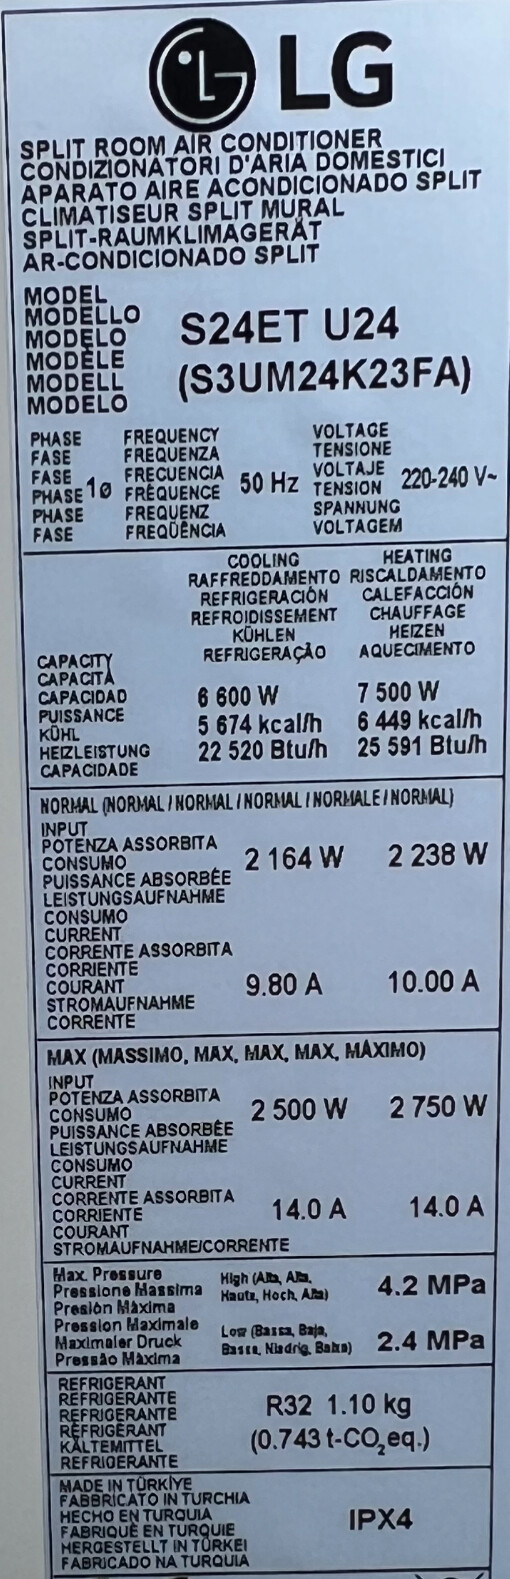 LG
SPLIT ROOM AIR CONDITIONER
CONDIZIONATORI D'ARIA DOMESTICI
APARATO AIRE ACONDICIONADO SPLIT
CLIMATISEUR SPLIT MURAL
SPLIT-RAUMKLIMAGERÄT
AR-CONDICIONADO SPLIT
MODEL
MODELLO
MODELO
MODÈLE
MODELL
MODELO
S24ET U24
(S3UM24K23FA)
PHASE
FASE
FASE
PHASE
PHASE
FASE
1ø
FREQUENCY
FREQUENZA
FRECUENCIA
FRÉQUENCE
FREQUENZ
FREQÜÊNCIA
50 Hz
VOLTAGE
TENSIONE
VOLTAJE
TENSION
SPANNUNG
VOLTAGEM
220-240 V~
COOLING
RAFFREDDAMENTO
REFRIGERACIÓN
REFROIDISSEMENT
KÜHLEN
REFRIGERAÇÃO
HEATING
RISCALDAMENTO
CALEFACCIÓN
CHAUFFAGE
HEIZEN
AQUECIMENTO
CAPACITY
CAPACITÀ
CAPACIDAD
PUISSANCE
KÜHL
HEIZLEISTUNG
CAPACIDADE
6 600 W 7 500 W
5 674 kcal/h 6 449 kcal/h
22 520 Btu/h 25 591 Btu/h
NORMAL (NORMAL / NORMAL / NORMAL / NORMALE / NORMAL)
INPUT
POTENZA ASSORBITA
CONSUMO
PUISSANCE ABSORBÉE
LEISTUNGSAUFNAHME
CONSUMO
2 164 W 2 238 W
CURRENT
CORRENTE ASSORBITA
CORRIENTE
COURANT
STROMAUFNAHME
CORRENTE
9.80 A 10.00 A
MAX (MASSIMO, MAX, MAX, MAX, MÁXIMO)
INPUT
POTENZA ASSORBITA
CONSUMO
PUISSANCE ABSORBÉE
LEISTUNGSAUFNAHME
CONSUMO
2 500 W 2 750 W
CURRENT
CORRENTE ASSORBITA
CORRIENTE
COURANT
STROMAUFNAHME/CORRENTE
14.0 A 14.0 A
Max. Pressure
Pressione Massima
Presión Màxima
Pression Maximale
Maximaler Druck
Pressão Màxima
High (Alta, Alta,
Hauta, Hoch, Alta)
4.2 MPa
Low (Bassa, Baja,
Basse, Niedrig, Baixa)
2.4 MPa
REFRIGERANT
REFRIGERANTE
REFRIGERANTE
RÉFRIGÉRANT
KÄLTEMITTEL
REFRIGERANTE
R32 1.10 kg
(0.743 t-CO₂eq.)
MADE IN TÜRKİYE
FABBRICATO IN TURCHIA
HECHO EN TURQUIA
FABRIQUÉ EN TURQUIE
HERGESTELLT IN TÜRKEI
FABRICADO NA TURQUIA
IPX4